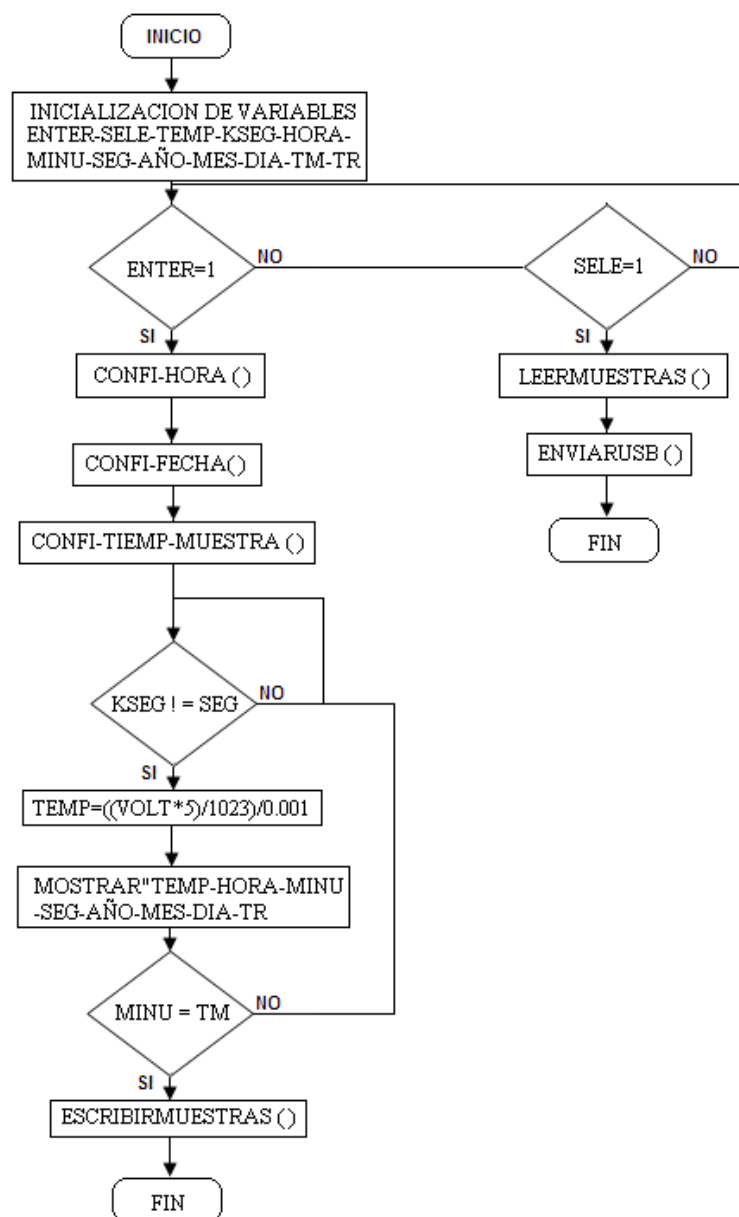 INICIO
INICIALIZACION DE VARIABLES
ENTER-SELE-TEMP-KSEG-HORA-
MINU-SEG-AÑO-MES-DIA-TM-TR
ENTER=1
NO
SELE=1
NO
SI
SI
CONFI-HORA ()
LEERMUESTRAS ()
CONFI-FECHA()
ENVIARUSB ()
CONFI-TIEMP-MUESTRA ()
FIN
KSEG ! = SEG
NO
SI
TEMP=((VOLT*5)/1023)/0.001
MOSTRAR"TEMP-HORA-MINU
-SEG-AÑO-MES-DIA-TR
MINU = TM
NO
SI
ESCRIBIRMUESTRAS ()
FIN